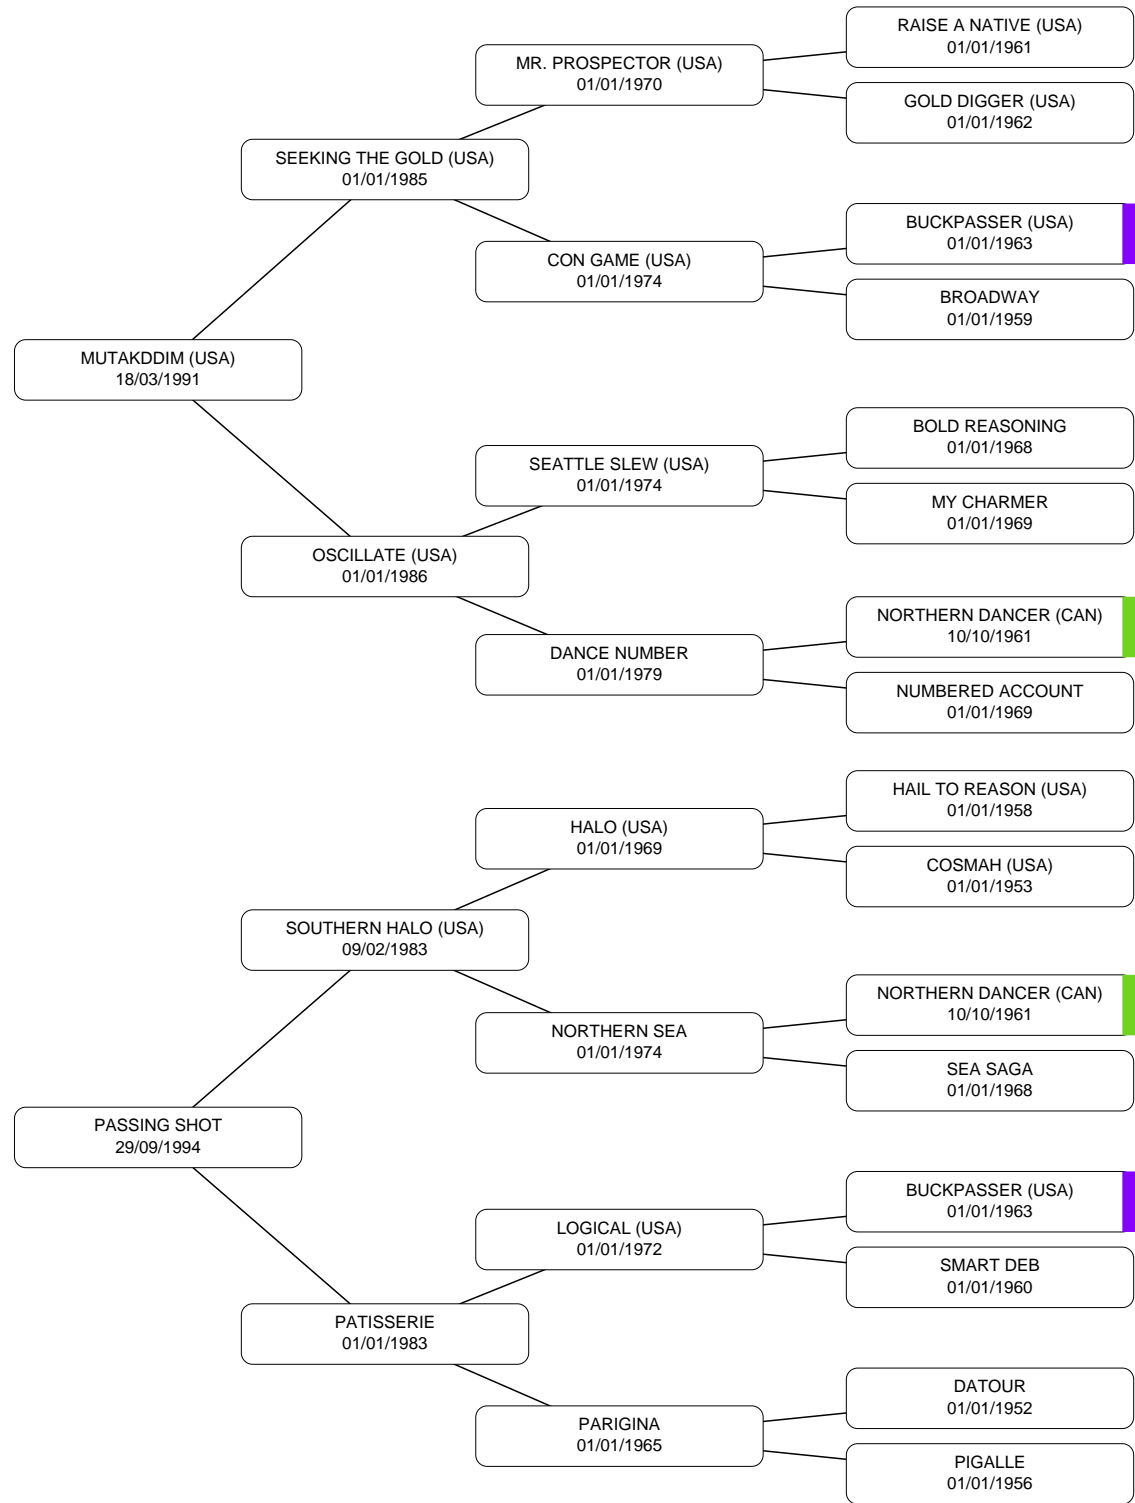 RAISE A NATIVE (USA)
01/01/1961
MR. PROSPECTOR (USA)
01/01/1970
GOLD DIGGER (USA)
01/01/1962
SEEKING THE GOLD (USA)
01/01/1985
BUCKPASSER (USA)
01/01/1963
CON GAME (USA)
01/01/1974
BROADWAY
01/01/1959
MUTAKDDIM (USA)
18/03/1991
BOLD REASONING
01/01/1968
SEATTLE SLEW (USA)
01/01/1974
MY CHARMER
01/01/1969
OSCILLATE (USA)
01/01/1986
NORTHERN DANCER (CAN)
10/10/1961
DANCE NUMBER
01/01/1979
NUMBERED ACCOUNT
01/01/1969
HAIL TO REASON (USA)
01/01/1958
HALO (USA)
01/01/1969
COSMAH (USA)
01/01/1953
SOUTHERN HALO (USA)
09/02/1983
NORTHERN DANCER (CAN)
10/10/1961
NORTHERN SEA
01/01/1974
SEA SAGA
01/01/1968
PASSING SHOT
29/09/1994
BUCKPASSER (USA)
01/01/1963
LOGICAL (USA)
01/01/1972
SMART DEB
01/01/1960
PATISSERIE
01/01/1983
DATOUR
01/01/1952
PARIGINA
01/01/1965
PIGALLE
01/01/1956